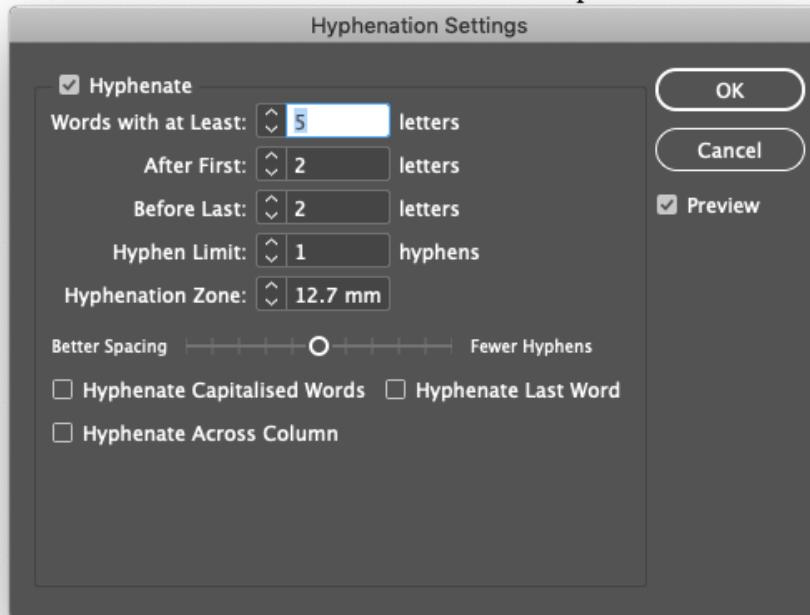 Hyphenation Settings
Hyphenate
Words with at Least: 5 letters
After First: 2 letters
Before Last: 2 letters
Hyphen Limit: 1 hyphens
Hyphenation Zone: 12.7 mm
Better Spacing Fewer Hyphens
Hyphenate Capitalised Words Hyphenate Last Word
Hyphenate Across Column
OK
Cancel
Preview